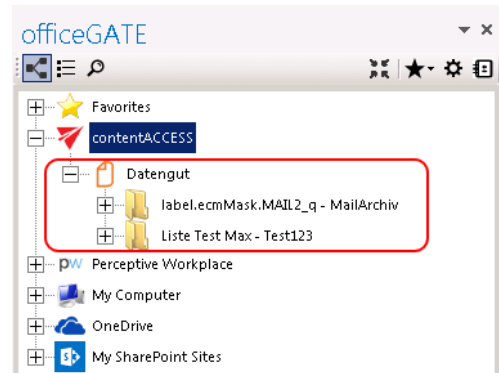 officeGATE
Favorites
contentACCESS
Datengut
label.ecmMask.MAIL2_q - MailArchiv
Liste Test Max - Test123
pw Perceptive Workplace
My Computer
OneDrive
S My SharePoint Sites